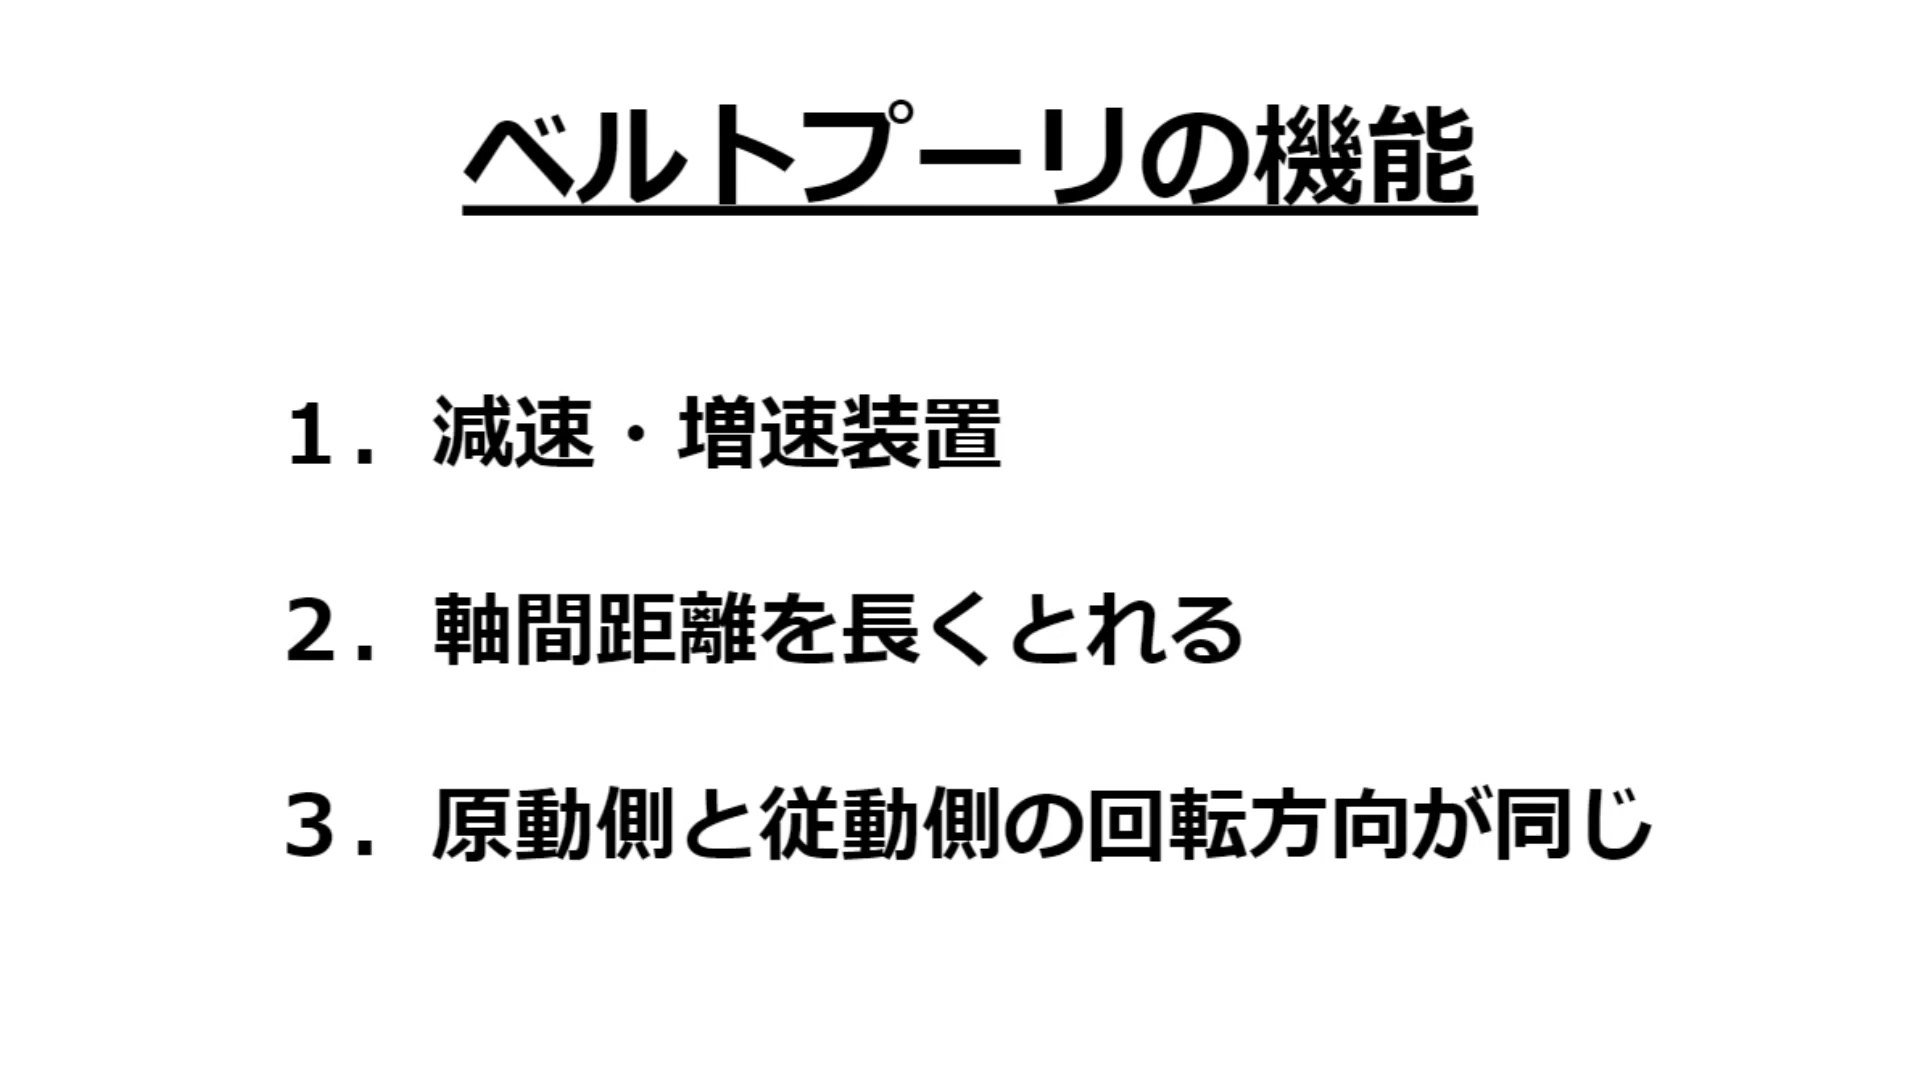 ベルトプーリの機能
１．減速・増速装置
２．軸間距離を長くとれる
３．原動側と従動側の回転方向が同じ